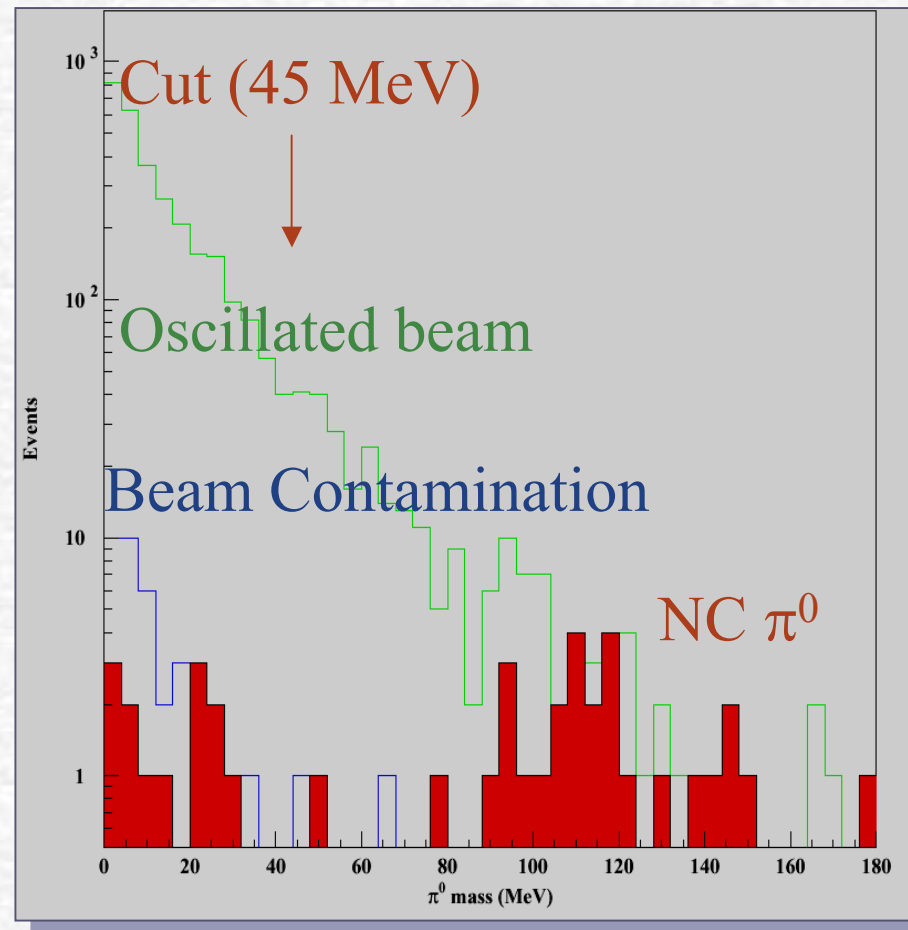 10³
Cut (45 MeV)
10²
Oscillated beam
Events
Beam Contamination
10
NC π⁰
1
0 20 40 60 80 100 120 140 160 180
π⁰ mass (MeV)